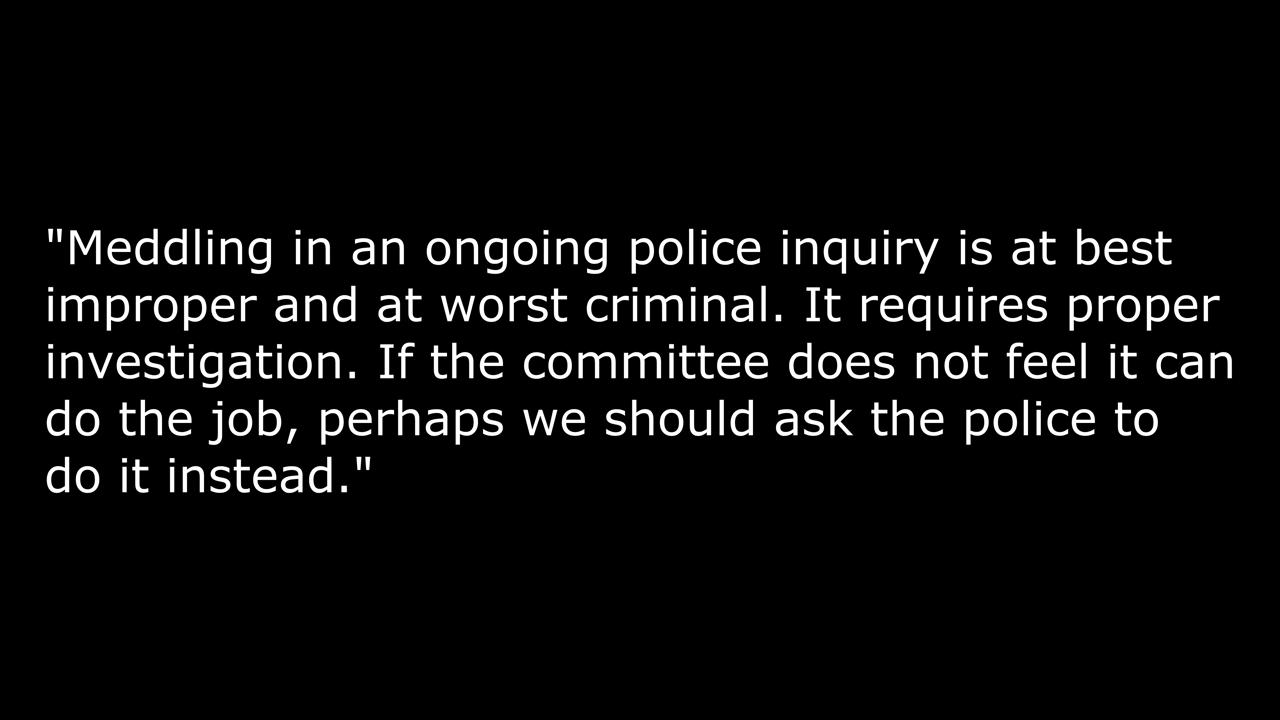 "Meddling in an ongoing police inquiry is at best
improper and at worst criminal. It requires proper
investigation. If the committee does not feel it can
do the job, perhaps we should ask the police to
do it instead."